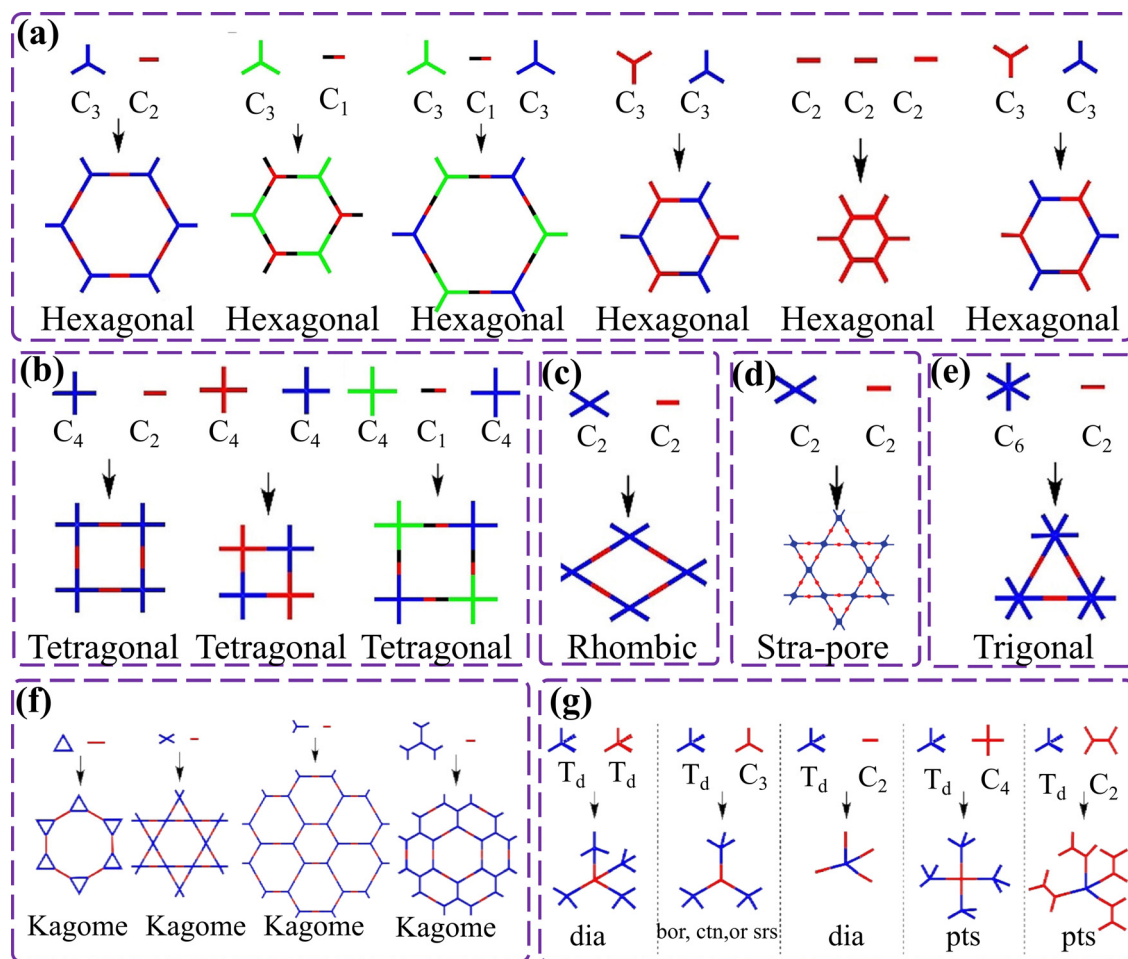 (a)
C3 C2 C3 C1 C3 C1 C3 C3 C3 C2 C2 C2 C3 C3
Hexagonal Hexagonal Hexagonal Hexagonal Hexagonal Hexagonal
(b)
C4 C2 C4 C4 C4 C1 C4
Tetragonal Tetragonal Tetragonal
(c)
C2 C2
Rhombic
(d)
C2 C2
Stra-pore
(e)
C6 C2
Trigonal
(f)
Kagome Kagome Kagome Kagome
(g)
Td Td Td C3 Td C2 Td C4 Td C2
dia bor, ctn,or srs dia pts pts